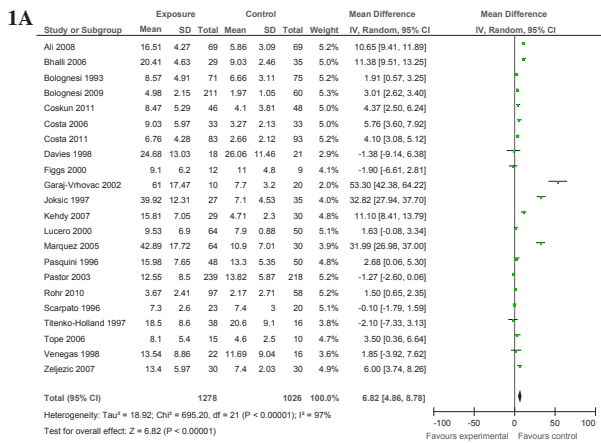 1A
Exposure Control Mean Difference Mean Difference
Study or Subgroup Mean SD Total Mean SD Total Weight IV, Random, 95% CI IV, Random, 95% CI
Ali 2008 16.51 4.27 69 5.86 3.09 69 5.2% 10.65 [9.41, 11.89]
Bhalli 2006 20.41 4.63 29 9.03 2.46 35 5.0% 11.38 [9.51, 13.25]
Bolognesi 1993 8.57 4.91 71 6.66 3.11 75 5.2% 1.91 [0.57, 3.25]
Bolognesi 2009 4.98 2.15 211 1.97 1.05 60 5.3% 3.01 [2.62, 3.40]
Coskun 2011 8.47 5.29 46 4.1 3.81 48 5.0% 4.37 [2.50, 6.24]
Costa 2006 9.03 5.97 33 3.27 2.13 33 5.0% 5.76 [3.60, 7.92]
Costa 2011 6.76 4.28 83 2.66 2.12 93 5.2% 4.10 [3.08, 5.12]
Davies 1998 24.68 13.03 18 26.06 11.46 21 2.5% -1.38 [-9.14, 6.38]
Figgs 2000 9.1 6.2 12 11 4.8 9 3.8% -1.90 [-6.61, 2.81]
Garaj-Vrhovac 2002 61 17.47 10 7.7 3.2 20 1.7% 53.30 [42.38, 64.22]
Joksic 1997 39.92 12.31 27 7.1 4.53 35 3.7% 32.82 [27.94, 37.70]
Kehdy 2007 15.81 7.05 29 4.71 2.3 30 4.8% 11.10 [8.41, 13.79]
Lucero 2000 9.53 6.9 64 7.9 0.88 50 5.1% 1.63 [-0.08, 3.34]
Marquez 2005 42.89 17.72 64 10.9 7.01 30 3.7% 31.99 [26.98, 37.00]
Pasquini 1996 15.98 7.65 48 13.3 5.35 50 4.8% 2.68 [0.06, 5.30]
Pastor 2003 12.55 8.5 239 13.82 5.87 218 5.2% -1.27 [-2.60, 0.06]
Rohr 2010 3.67 2.41 97 2.17 2.71 58 5.2% 1.50 [0.65, 2.35]
Scarpato 1996 7.3 2.6 23 7.4 3 20 5.1% -0.10 [-1.79, 1.59]
Titenko-Holland 1997 18.5 8.6 38 20.6 9.1 16 3.6% -2.10 [-7.33, 3.13]
Tope 2006 8.1 5.4 15 4.6 2.5 10 4.6% 3.50 [0.36, 6.64]
Venegas 1998 13.54 8.86 22 11.69 9.04 16 3.4% 1.85 [-3.92, 7.62]
Zeljezic 2007 13.4 5.97 30 7.4 2.03 30 5.0% 6.00 [3.74, 8.26]
Total (95% CI) 1278 1026 100.0% 6.82 [4.86, 8.78]
Heterogeneity: Tau² = 18.92; Chi² = 695.20, df = 21 (P < 0.00001); I² = 97%
Test for overall effect: Z = 6.82 (P < 0.00001)
-100 -50 0 50 100
Favours experimental Favours control